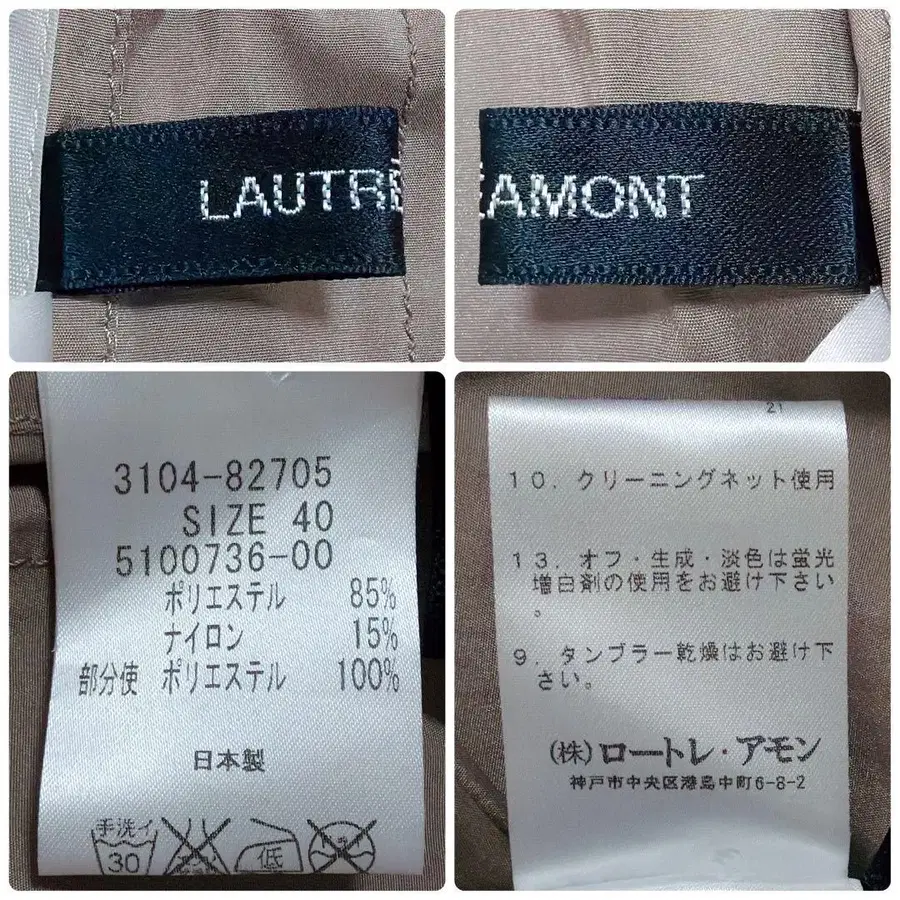 LAUTRÉ
ÉAMONT
3104-82705
SIZE 40
5100736-00
ポリエステル 85%
ナイロン 15%
部分使 ポリエステル 100%
日本製
手洗イ
30
低
21
10. クリーニングネット使用
13. オフ・生成・淡色は蛍光
増白剤の使用をお避け下さい
。
9. タンブラー乾燥はお避け下
さい。
(株)ロートレ・アモン
神戸市中央区港島中町6-8-2